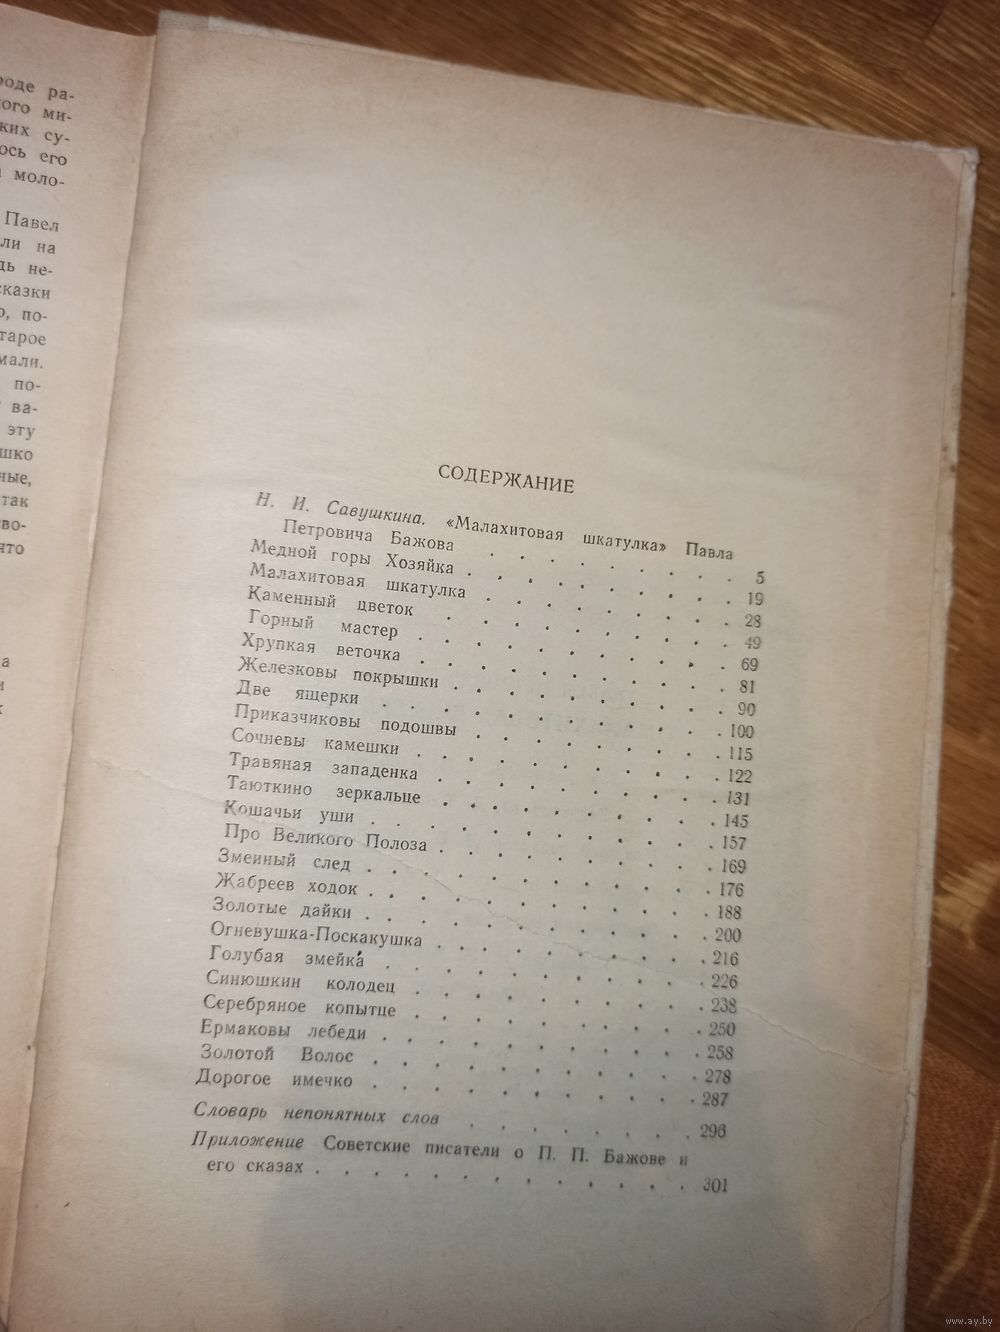 роде ра-
ого ми-
ких су-
ось его
моло-
Павел
ли на
дь не-
сказки
о, по-
тарое
мали.
по-
ва-
эту
шко
ные,
так
во-
что
а
и
СОДЕРЖАНИЕ
Н. И. Савушкина. «Малахитовая шкатулка» Павла
Петровича Бажова . . . . . . . . . 5
Медной горы Хозяйка . . . . . . . . . 19
Малахитовая шкатулка . . . . . . . . . 28
Каменный цветок . . . . . . . . . 49
Горный мастер . . . . . . . . . 69
Хрупкая веточка . . . . . . . . . 81
Железковы покрышки . . . . . . . . . 90
Две ящерки . . . . . . . . . 100
Приказчиковы подошвы . . . . . . . . . 115
Сочневы камешки . . . . . . . . . 122
Травяная западенка . . . . . . . . . 131
Таюткино зеркальце . . . . . . . . . 145
Кошачьи уши . . . . . . . . . 157
Про Великого Полоза . . . . . . . . . 169
Змеиный след . . . . . . . . . 176
Жабреев ходок . . . . . . . . . 188
Золотые дайки . . . . . . . . . 200
Огневушка-Поскакушка . . . . . . . . . 216
Голубая змейка . . . . . . . . . 226
Синюшкин колодец . . . . . . . . . 238
Серебряное копытце . . . . . . . . . 250
Ермаковы лебеди . . . . . . . . . 258
Золотой Волос . . . . . . . . . 278
Дорогое имечко . . . . . . . . . 287
Словарь непонятных слов . . . . . . . . 296
Приложение Советские писатели о П. П. Бажове и
его сказах . . . . . . . . . . . . . 301
www.ay.by